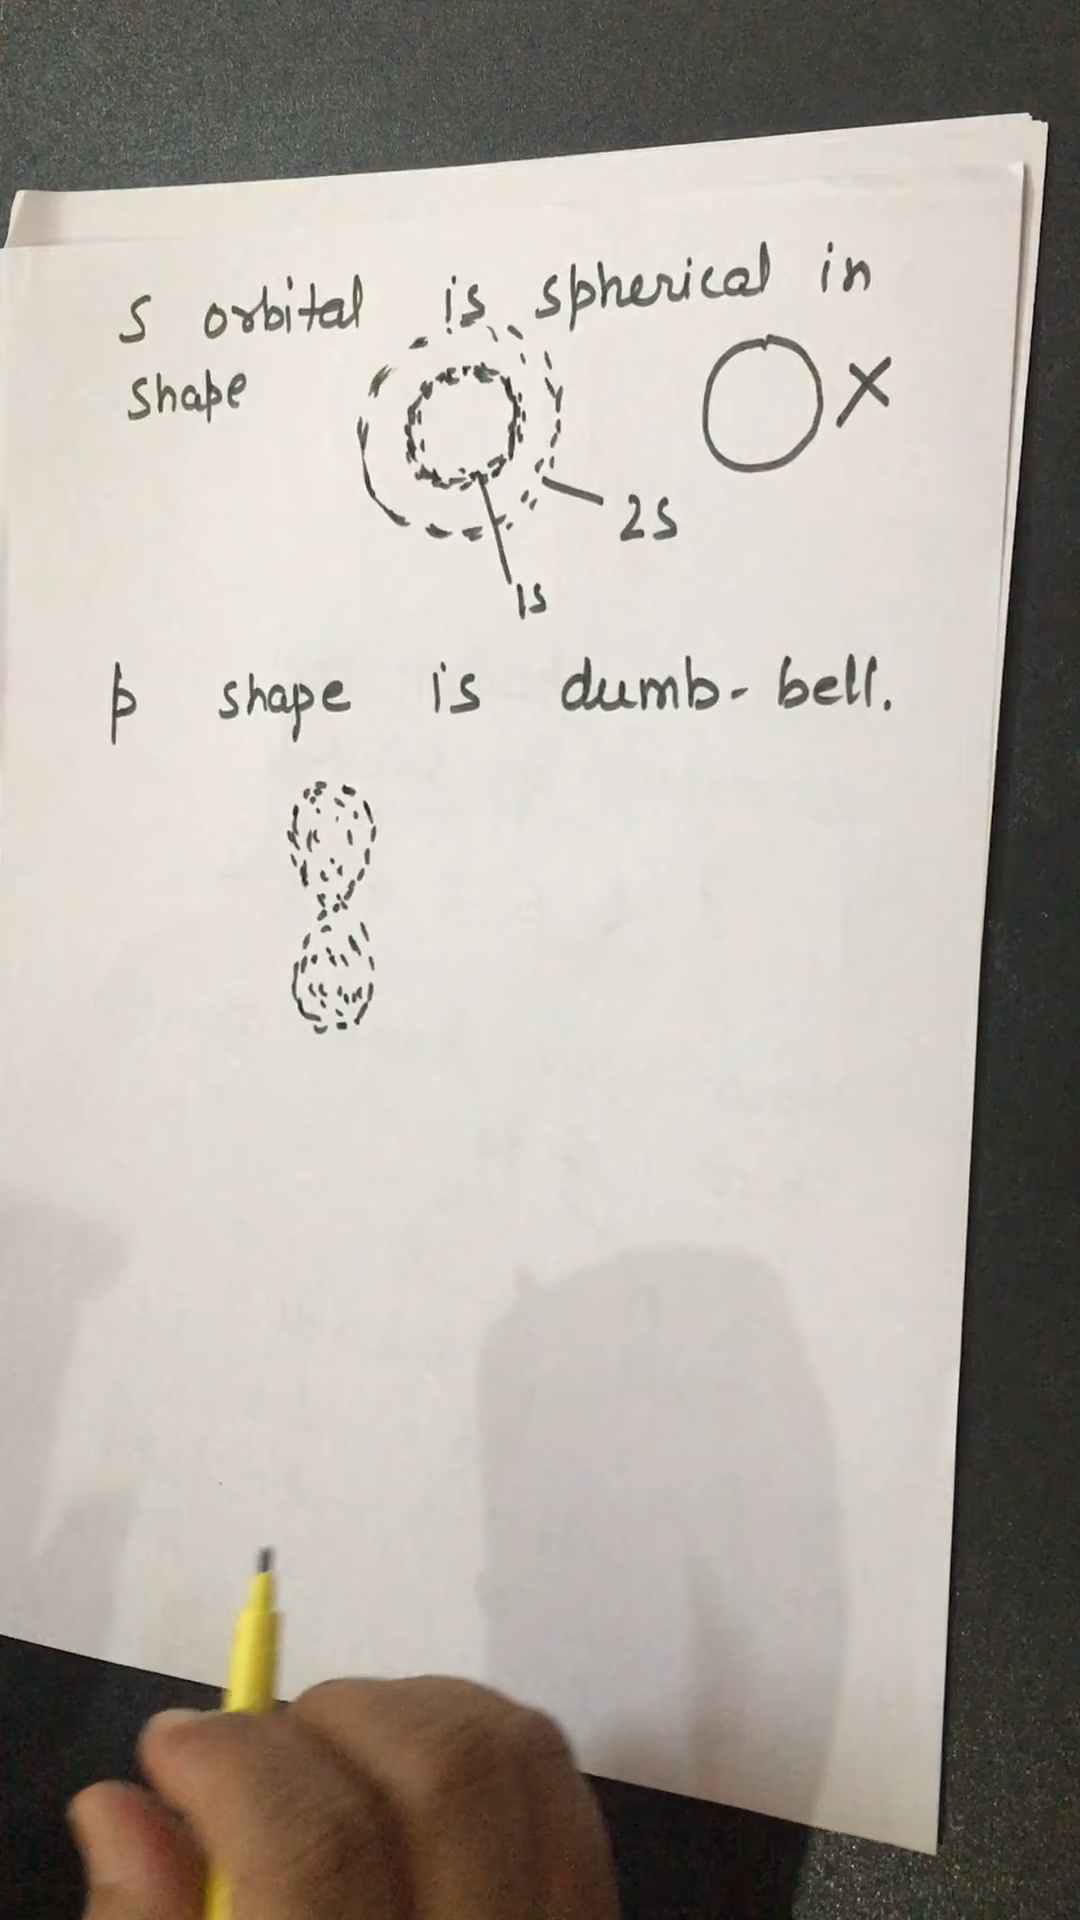 S orbital is spherical in
shape
X
2S
1S
p shape is dumb-bell.